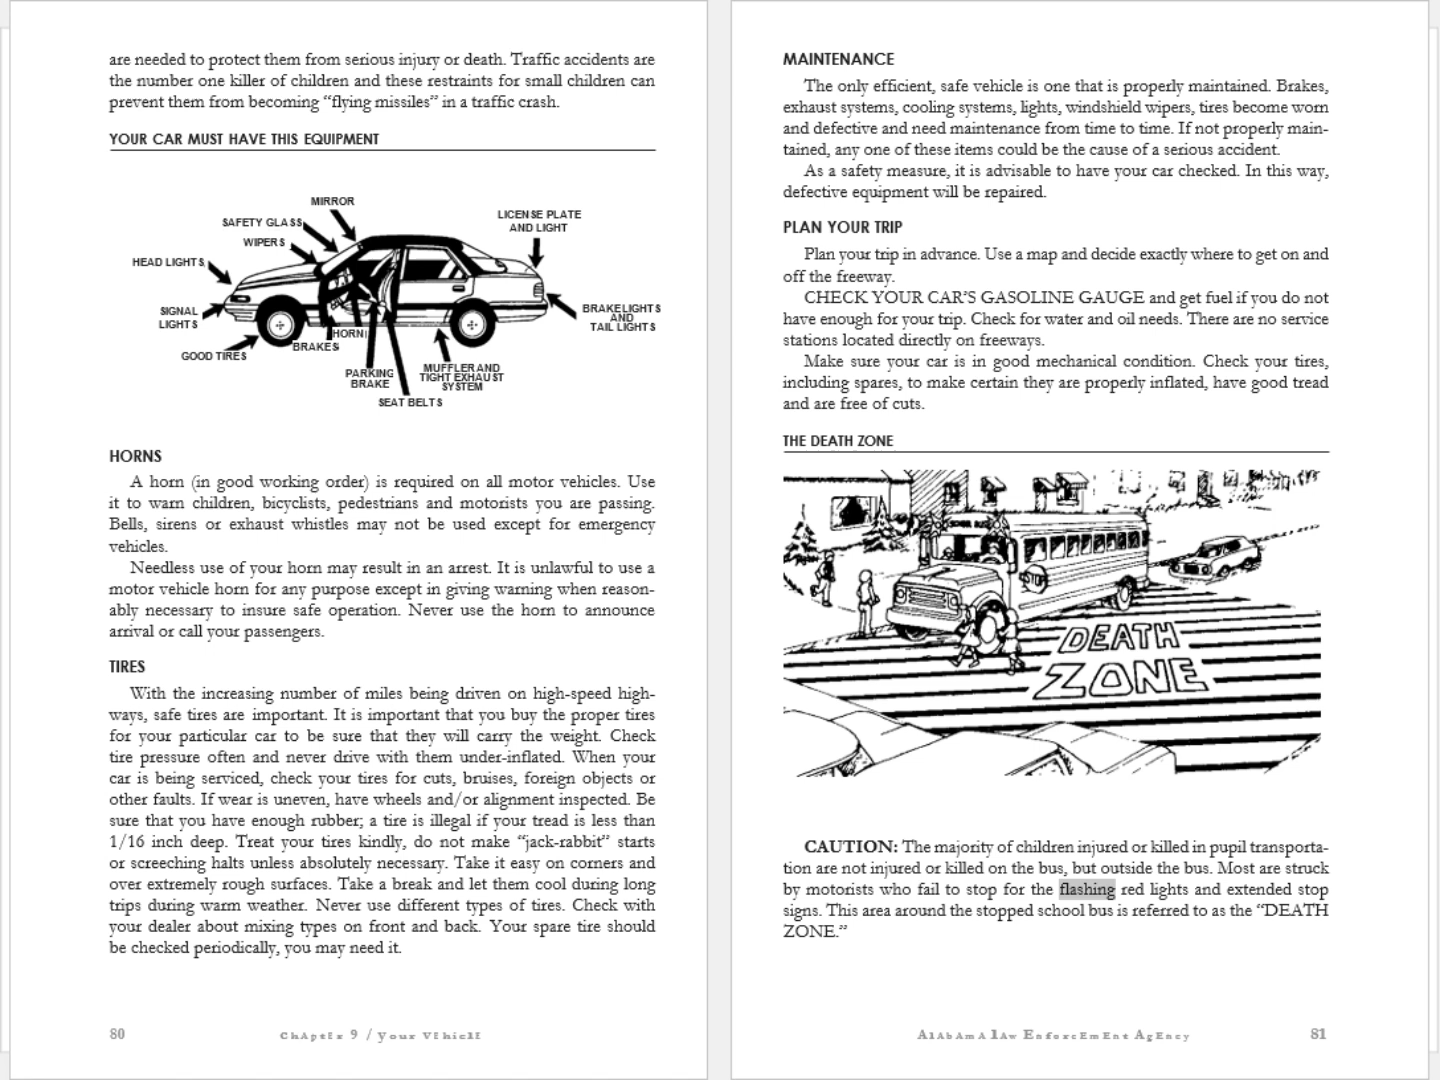 are needed to protect them from serious injury or death. Traffic accidents are
the number one killer of children and these restraints for small children can
prevent them from becoming “flying missiles” in a traffic crash.
YOUR CAR MUST HAVE THIS EQUIPMENT
MIRROR
SAFETY GLASS
WIPERS
HEAD LIGHTS
SIGNAL
LIGHTS
GOOD TIRES
BRAKES
HORN
PARKING
BRAKE
SEAT BELTS
MUFFLER AND
TIGHT EXHAUST
SYSTEM
LICENSE PLATE
AND LIGHT
BRAKELIGHTS
AND
TAIL LIGHTS
HORNS
A horn (in good working order) is required on all motor vehicles. Use
it to warn children, bicyclists, pedestrians and motorists you are passing.
Bells, sirens or exhaust whistles may not be used except for emergency
vehicles.
Needless use of your horn may result in an arrest. It is unlawful to use a
motor vehicle horn for any purpose except in giving warning when reason-
ably necessary to insure safe operation. Never use the horn to announce
arrival or call your passengers.
TIRES
With the increasing number of miles being driven on high-speed high-
ways, safe tires are important. It is important that you buy the proper tires
for your particular car to be sure that they will carry the weight. Check
tire pressure often and never drive with them under-inflated. When your
car is being serviced, check your tires for cuts, bruises, foreign objects or
other faults. If wear is uneven, have wheels and/or alignment inspected. Be
sure that you have enough rubber; a tire is illegal if your tread is less than
1/16 inch deep. Treat your tires kindly, do not make “jack-rabbit” starts
or screeching halts unless absolutely necessary. Take it easy on corners and
over extremely rough surfaces. Take a break and let them cool during long
trips during warm weather. Never use different types of tires. Check with
your dealer about mixing types on front and back. Your spare tire should
be checked periodically, you may need it.
80 Chapter 9 / Your Vehicle
MAINTENANCE
The only efficient, safe vehicle is one that is properly maintained. Brakes,
exhaust systems, cooling systems, lights, windshield wipers, tires become worn
and defective and need maintenance from time to time. If not properly main-
tained, any one of these items could be the cause of a serious accident.
As a safety measure, it is advisable to have your car checked. In this way,
defective equipment will be repaired.
PLAN YOUR TRIP
Plan your trip in advance. Use a map and decide exactly where to get on and
off the freeway.
CHECK YOUR CAR’S GASOLINE GAUGE and get fuel if you do not
have enough for your trip. Check for water and oil needs. There are no service
stations located directly on freeways.
Make sure your car is in good mechanical condition. Check your tires,
including spares, to make certain they are properly inflated, have good tread
and are free of cuts.
THE DEATH ZONE
SCHOOL BUS
STOP
DEATH
ZONE
CAUTION: The majority of children injured or killed in pupil transporta-
tion are not injured or killed on the bus, but outside the bus. Most are struck
by motorists who fail to stop for the flashing red lights and extended stop
signs. This area around the stopped school bus is referred to as the “DEATH
ZONE.”
Alabama Law Enforcement Agency 81